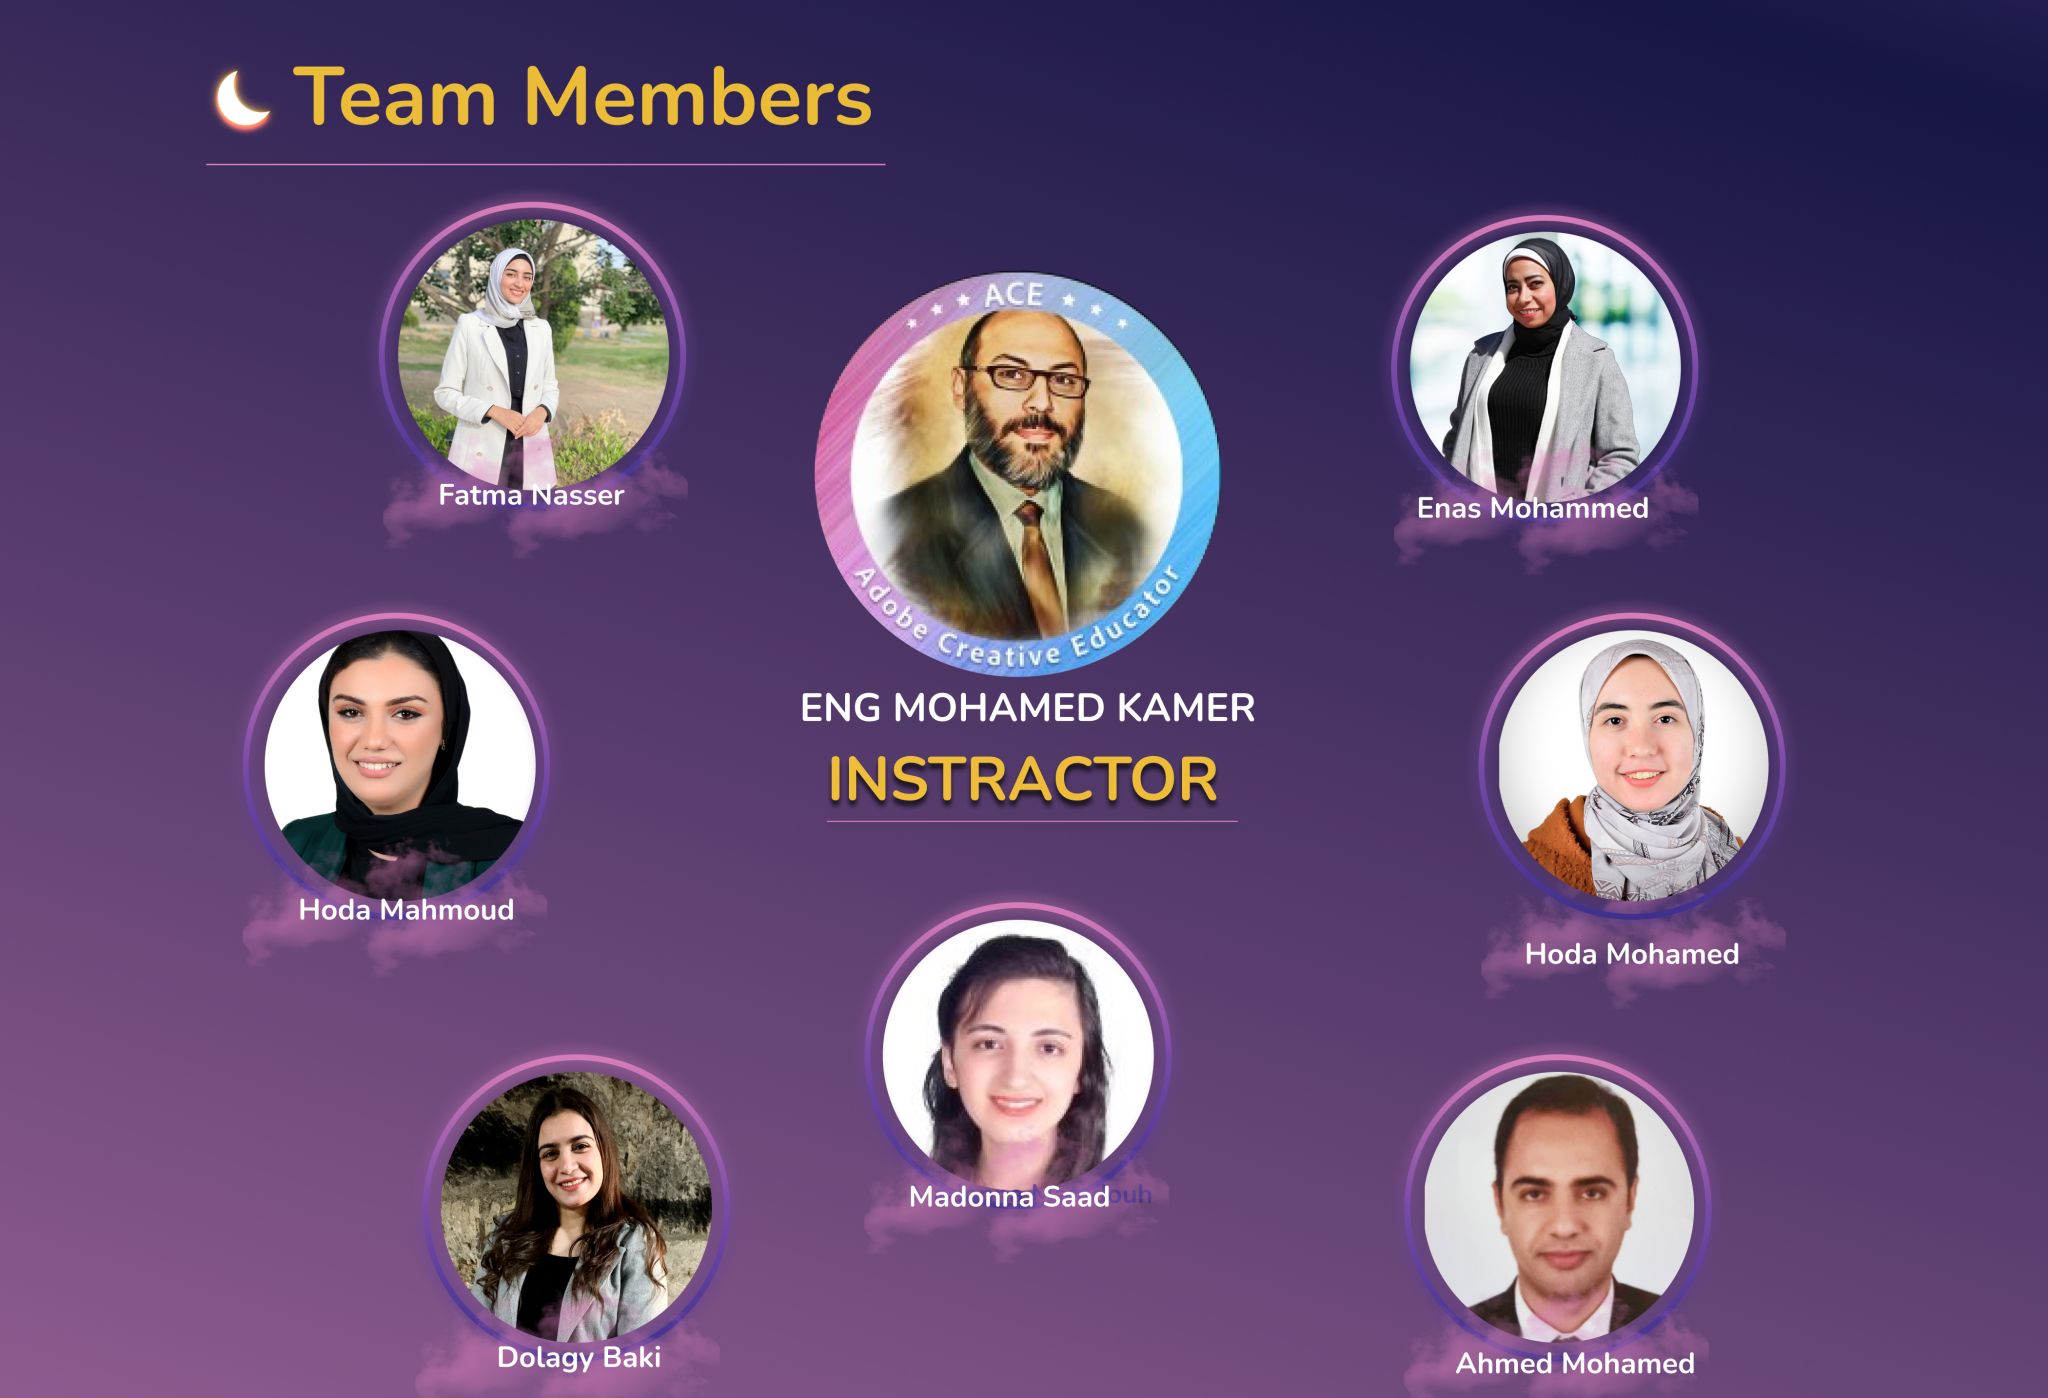 Team Members
ACE
Adobe Creative Educator
Fatma Nasser
Enas Mohammed
ENG MOHAMED KAMER
INSTRACTOR
Hoda Mahmoud
Hoda Mohamed
Madonna Saad
Dolagy Baki
Ahmed Mohamed